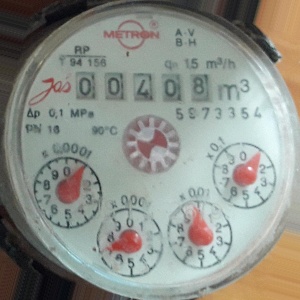 METRON
A-V
B-H
RP
T 94 156
qₙ 1.5 m³/h
Jas
00408 m³
Δp 0,1 MPa
5973354
PN 16 90°C
x 0,0001
x 0,001
x 0,01
x 0,1